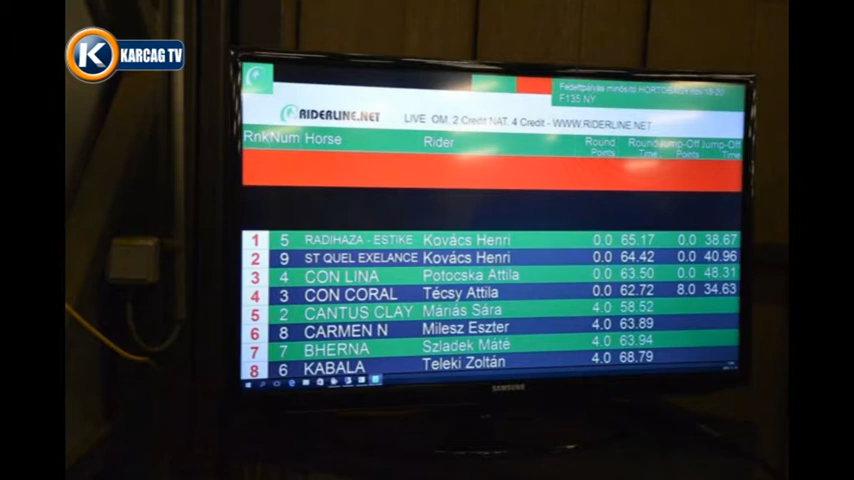 K KARCAG TV
Fedettpályás minősítő HORTOBÁGY
F135 NY
RIDERLINE.NET LIVE OM. 2 Credit NAT. 4 Credit - WWW.RIDERLINE.NET
Rnk Num Horse Rider Round Points Round Time Jump-Off Points Jump-Off Time
1 5 RADIHAZA - ESTIKE Kovács Henri 0.0 65.17 0.0 38.67
2 9 ST QUEL EXELANCE Kovács Henri 0.0 64.42 0.0 40.96
3 4 CON LINA Potocska Attila 0.0 63.50 0.0 48.31
4 3 CON CORAL Técsy Attila 0.0 62.72 8.0 34.63
5 2 CANTUS CLAY Máriás Sára 4.0 58.52
6 8 CARMEN N Milesz Eszter 4.0 63.89
7 7 BHERNA Szladek Máté 4.0 63.94
8 6 KABALA Teleki Zoltán 4.0 68.79
SAMSUNG